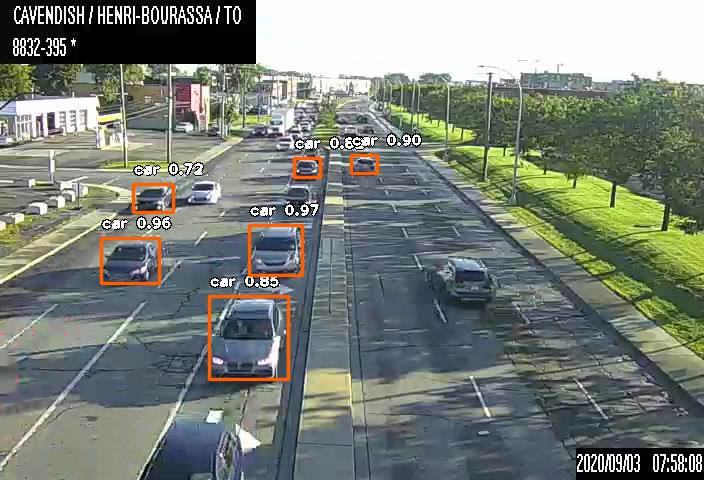 CAVENDISH / HENRI-BOURASSA / TO
8832-395 *
car 0.90
car 0.72
car 0.97
car 0.96
car 0.85
2020/09/03 07:58:08